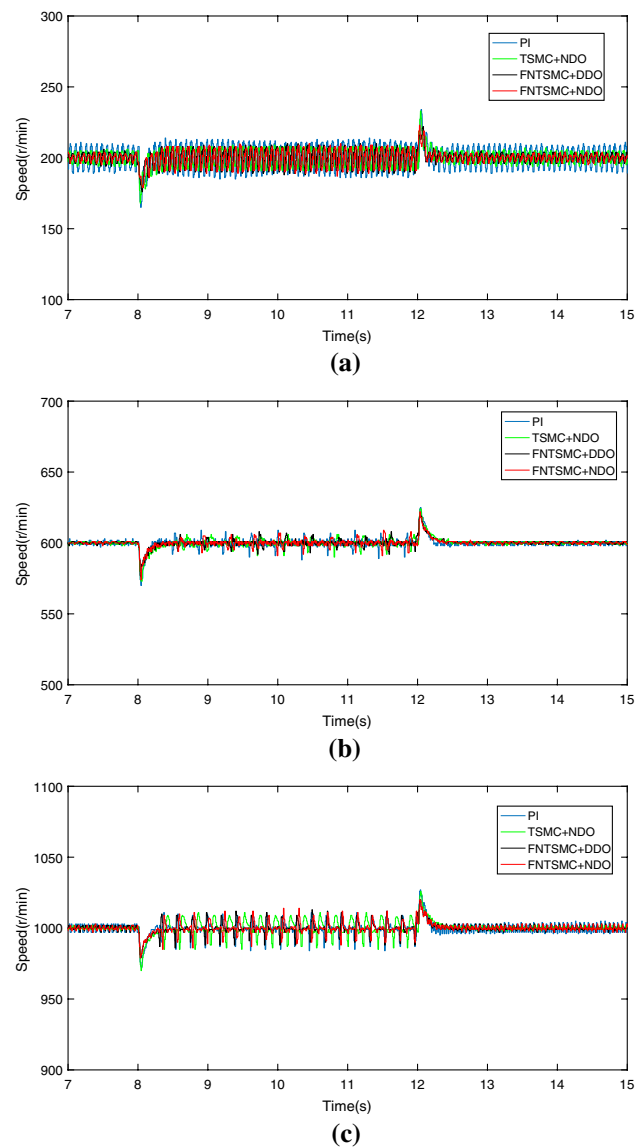 300
250
200
150
100
Speed(r/min)
7 8 9 10 11 12 13 14 15
Time(s)
PI
TSMC+NDO
FNTSMC+DDO
FNTSMC+NDO
(a)
700
650
600
550
500
Speed(r/min)
7 8 9 10 11 12 13 14 15
Time(s)
PI
TSMC+NDO
FNTSMC+DDO
FNTSMC+NDO
(b)
1100
1050
1000
950
900
Speed(r/min)
7 8 9 10 11 12 13 14 15
Time(s)
PI
TSMC+NDO
FNTSMC+DDO
FNTSMC+NDO
(c)